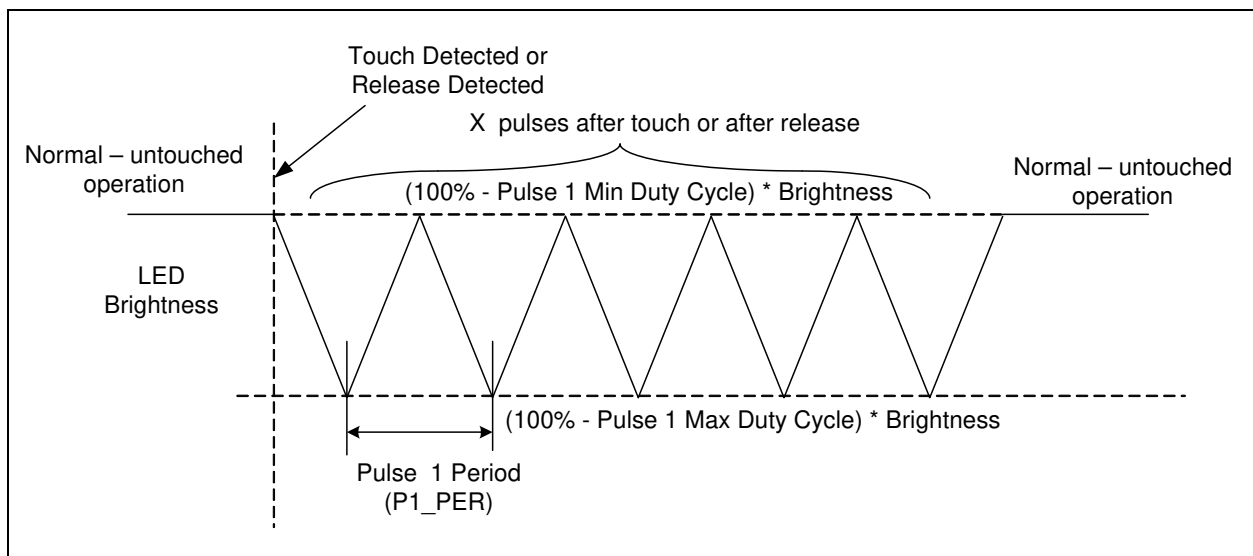 Touch Detected or
Release Detected
X pulses after touch or after release
Normal – untouched
operation
Normal – untouched
operation
(100% - Pulse 1 Min Duty Cycle) * Brightness
LED
Brightness
(100% - Pulse 1 Max Duty Cycle) * Brightness
Pulse 1 Period
(P1_PER)